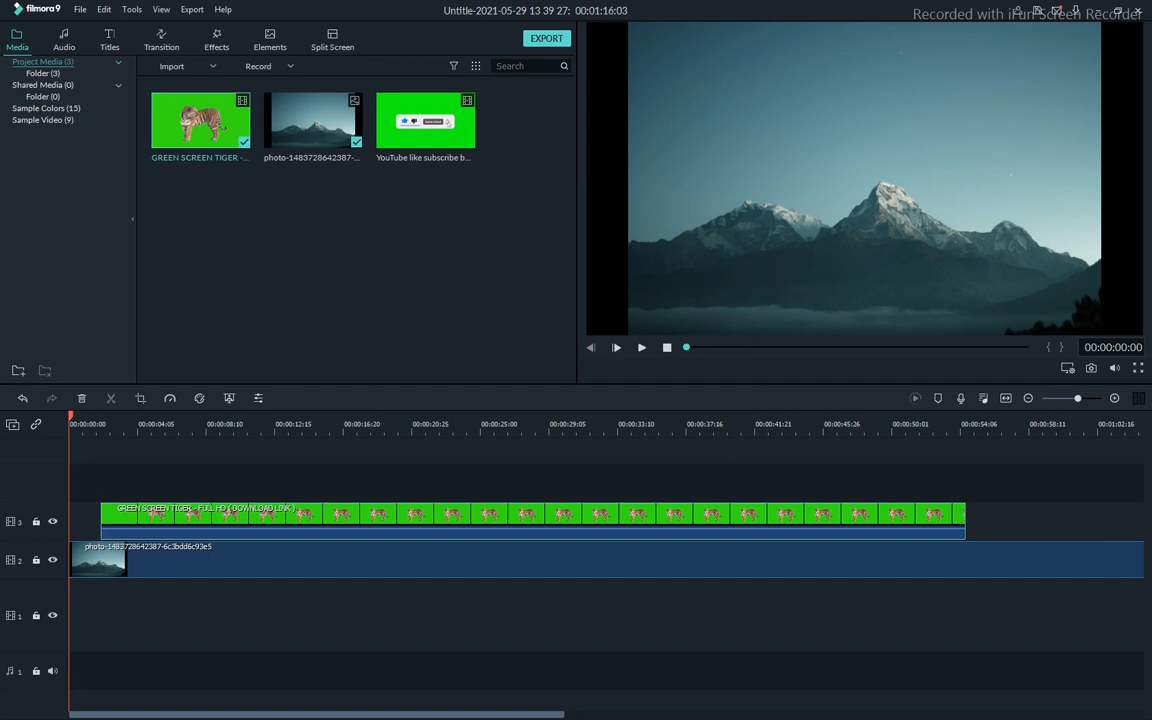 filmora9 File Edit Tools View Export Help Untitle-2021-05-29 13 39 27: 00:01:16:03
Recorded with iFun Screen Recorder
Media Audio Titles Transition Effects Elements Split Screen EXPORT
Project Media (3)
Folder (3)
Shared Media (0)
Folder (0)
Sample Colors (15)
Sample Video (9)
Import Record Search
GREEN SCREEN TIGER -... photo-1483728642387-... YouTube like subscribe b...
00:00:00:00
00:00:00:00 00:00:04:05 00:00:08:10 00:00:12:15 00:00:16:20 00:00:20:25 00:00:25:00 00:00:29:05 00:00:33:10 00:00:37:16 00:00:41:21 00:00:45:26 00:00:50:01 00:00:54:06 00:00:58:11 00:01:02:16
GREEN SCREEN TIGER - FULL HD ( DOWNLOAD LINK )
3
photo-1483728642387-6c3bdd6c93e5
2
1
1